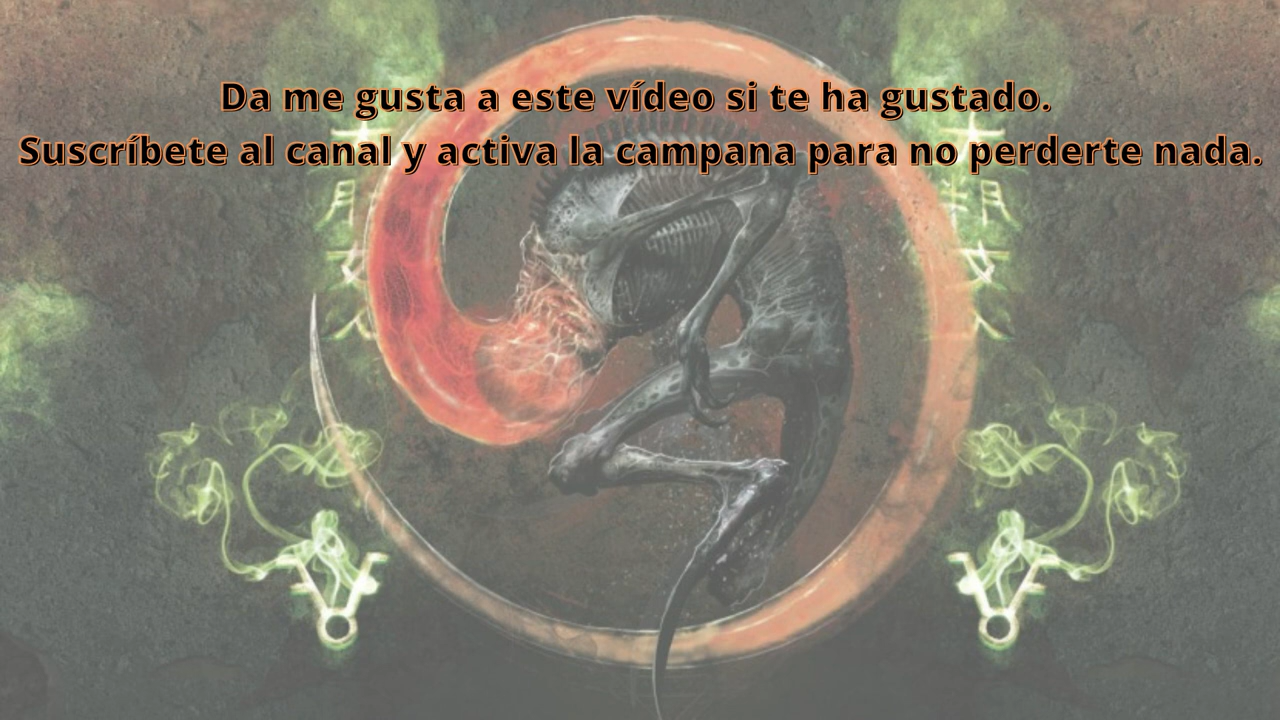 Da me gusta a este vídeo si te ha gustado.
Suscríbete al canal y activa la campana para no perderte nada.